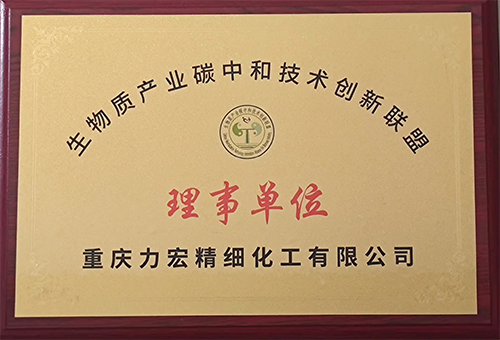 生物质产业碳中和技术创新联盟
理事单位
重庆力宏精细化工有限公司